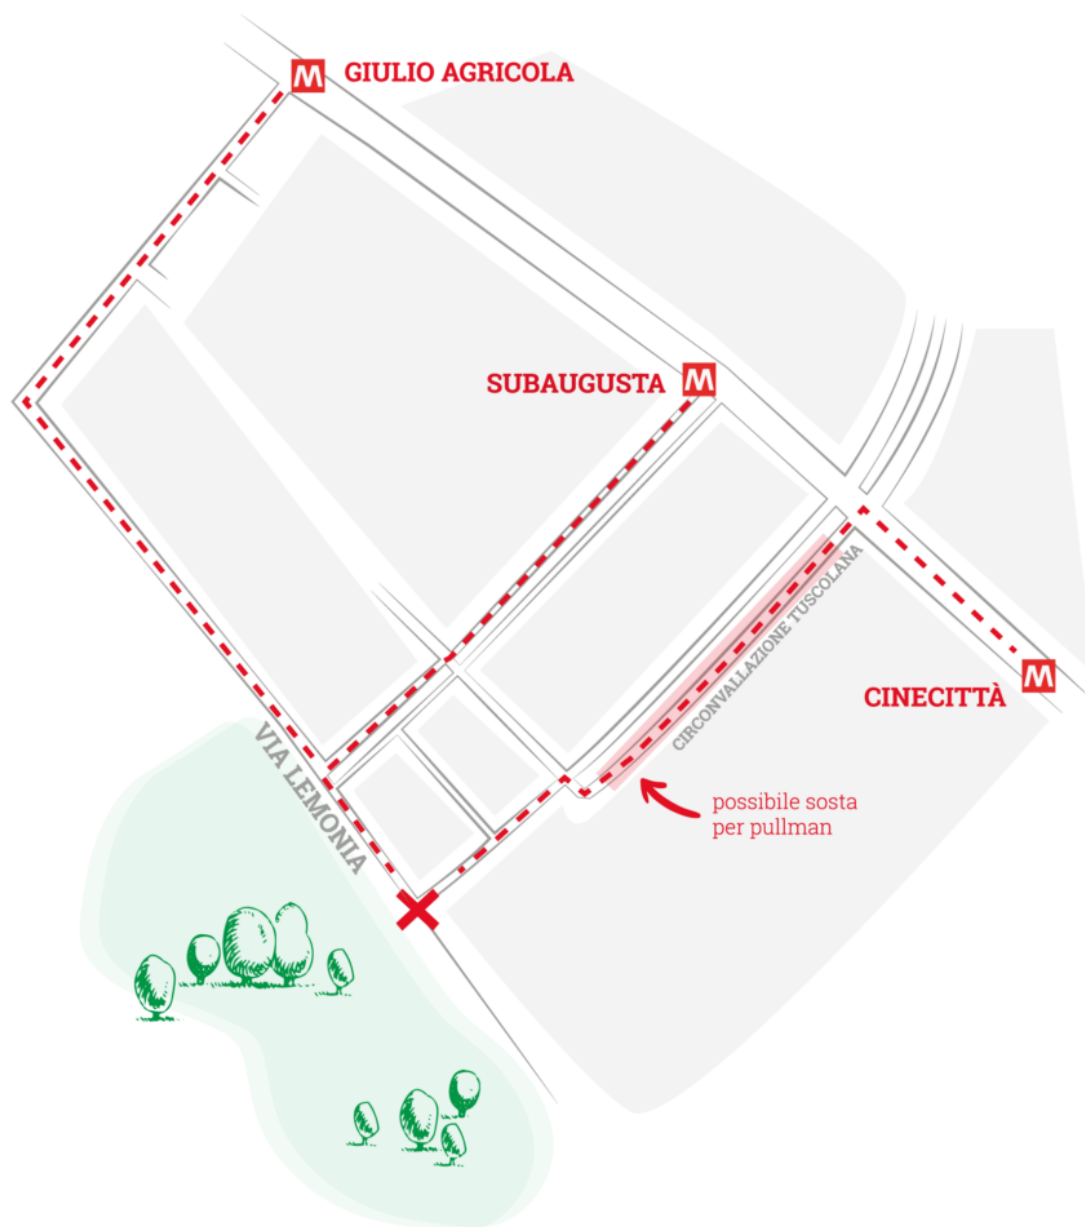 M GIULIO AGRICOLA
SUBAUGUSTA M
CIRCONVALLAZIONE TUSCOLANA
M
CINECITTÀ
VIA LEMONIA
possibile sosta
per pullman